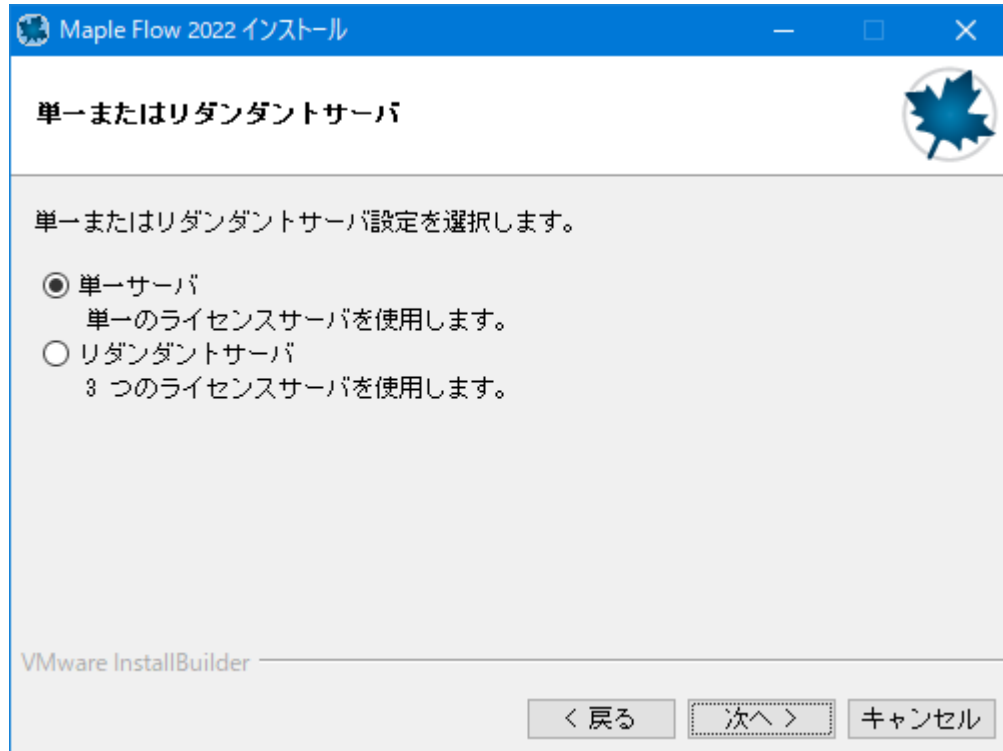 Maple Flow 2022 インストール
単一またはリダンダントサーバ
単一またはリダンダントサーバ設定を選択します。
単一サーバ
単一のライセンスサーバを使用します。
リダンダントサーバ
3 つのライセンスサーバを使用します。
VMware InstallBuilder
< 戻る 次へ > キャンセル